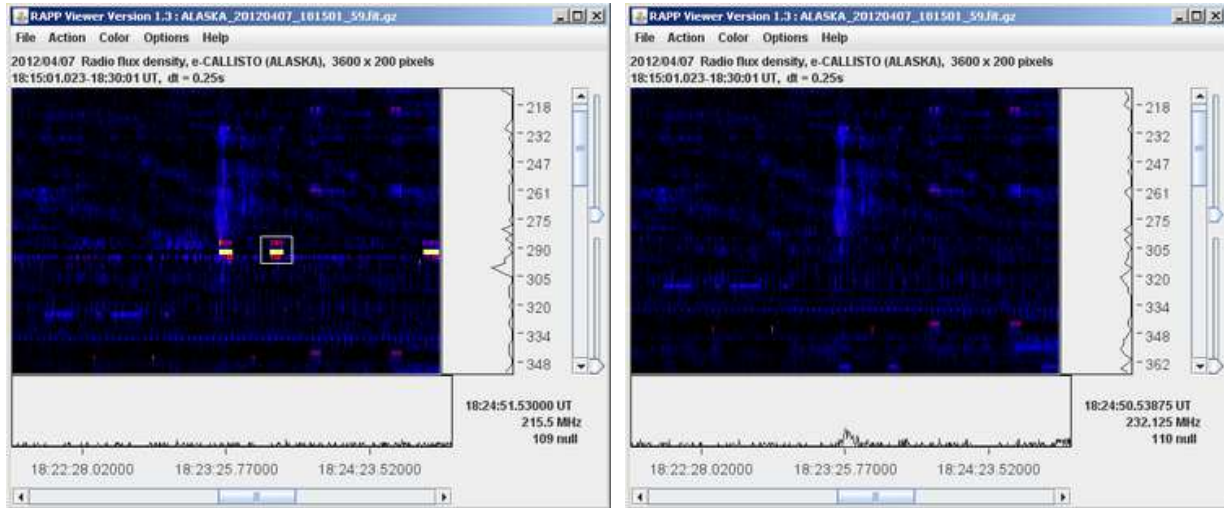 RAPP Viewer Version 1.3 : ALASKA_20120407_181501_59.fit.gz
File Action Color Options Help
2012/04/07 Radio flux density, e-CALLISTO (ALASKA), 3600 x 200 pixels
18:15:01.023-18:30:01 UT, dt = 0.25s
218
232
247
261
275
290
305
320
334
348
18:24:51.53000 UT
215.5 MHz
109 null
18:22:28.02000 18:23:25.77000 18:24:23.52000
RAPP Viewer Version 1.3 : ALASKA_20120407_181501_59.fit.gz
File Action Color Options Help
2012/04/07 Radio flux density, e-CALLISTO (ALASKA), 3600 x 200 pixels
18:15:01.023-18:30:01 UT, dt = 0.25s
218
232
247
261
275
290
305
320
334
348
362
18:24:50.53875 UT
232.125 MHz
110 null
18:22:28.02000 18:23:25.77000 18:24:23.52000